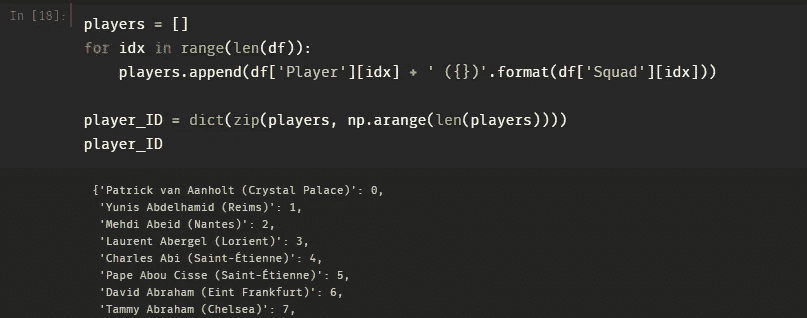 In [18]:
players = []
for idx in range(len(df)):
    players.append(df['Player'][idx] + ' ({})'.format(df['Squad'][idx]))
player_ID = dict(zip(players, np.arange(len(players))))
player_ID
{'Patrick van Aanholt (Crystal Palace)': 0,
 'Yunis Abdelhamid (Reims)': 1,
 'Mehdi Abeid (Nantes)': 2,
 'Laurent Abergel (Lorient)': 3,
 'Charles Abi (Saint-Étienne)': 4,
 'Pape Abou Cisse (Saint-Étienne)': 5,
 'David Abraham (Eint Frankfurt)': 6,
 'Tammy Abraham (Chelsea)': 7,